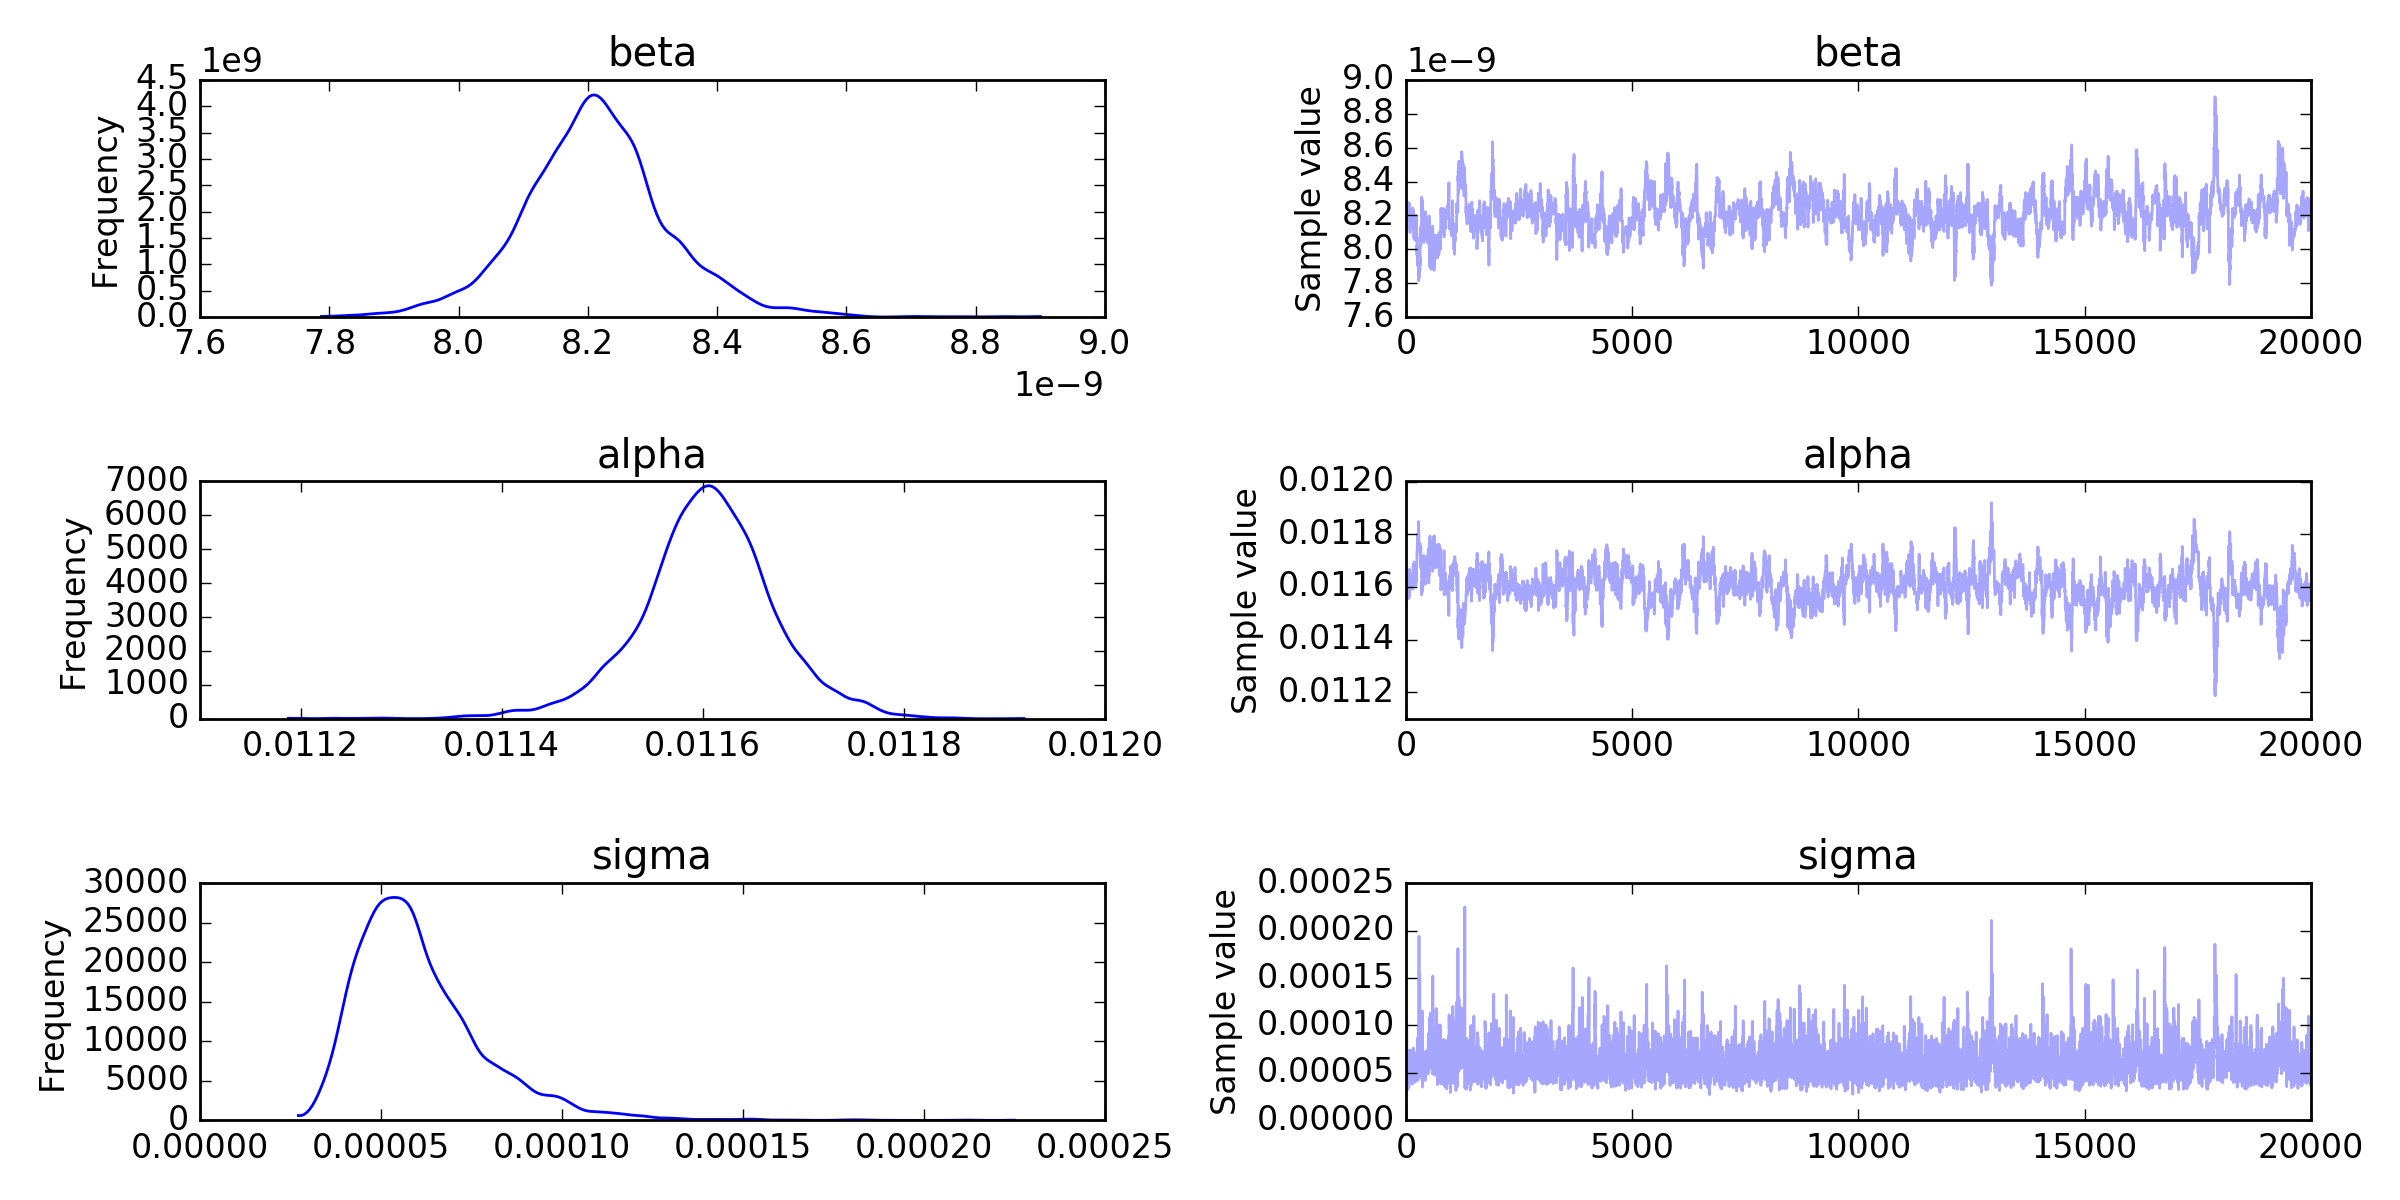 beta
1e9
4.5
4.0
3.5
3.0
2.5
2.0
1.5
1.0
0.5
0.0
Frequency
7.6 7.8 8.0 8.2 8.4 8.6 8.8 9.0
1e−9
beta
1e−9
9.0
8.8
8.6
8.4
8.2
8.0
7.8
7.6
Sample value
0 5000 10000 15000 20000
alpha
7000
6000
5000
4000
3000
2000
1000
0
Frequency
0.0112 0.0114 0.0116 0.0118 0.0120
alpha
0.0120
0.0118
0.0116
0.0114
0.0112
Sample value
0 5000 10000 15000 20000
sigma
30000
25000
20000
15000
10000
5000
0
Frequency
0.00000 0.00005 0.00010 0.00015 0.00020 0.00025
sigma
0.00025
0.00020
0.00015
0.00010
0.00005
0.00000
Sample value
0 5000 10000 15000 20000